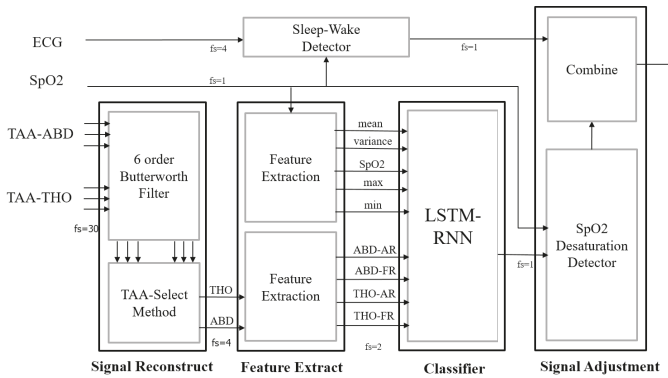 ECG
fs=4
Sleep-Wake
Detector
fs=1
Combine
SpO2
fs=1
TAA-ABD
TAA-THO
fs=30
6 order
Butterworth
Filter
TAA-Select
Method
THO
ABD
fs=4
Feature
Extraction
mean
variance
SpO2
max
min
Feature
Extraction
ABD-AR
ABD-FR
THO-AR
THO-FR
fs=2
LSTM-
RNN
fs=1
SpO2
Desaturation
Detector
Signal Reconstruct
Feature Extract
Classifier
Signal Adjustment